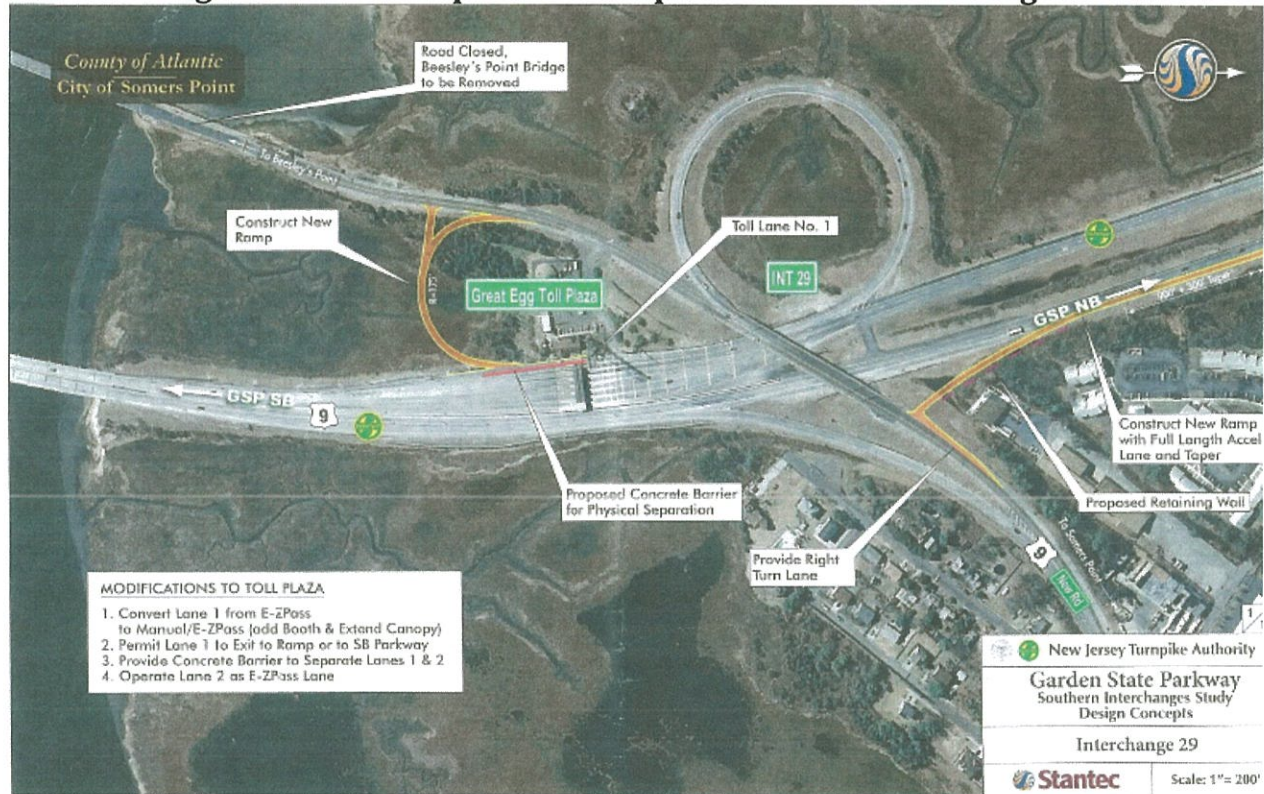 County of Atlantic
City of Somers Point
Road Closed,
Beesley's Point Bridge
to be Removed
To Beesley's Point
Construct New
Ramp
R=175'
Toll Lane No. 1
Great Egg Toll Plaza
INT 29
GSP NB
GSP SB
9
Construct New Ramp
with Full Length Accel
Lane and Taper
Proposed Concrete Barrier
for Physical Separation
Proposed Retaining Wall
Provide Right
Turn Lane
To Somers Point
9
New Rd
MODIFICATIONS TO TOLL PLAZA
1. Convert Lane 1 from E-ZPass
to Manual/E-ZPass (add Booth & Extend Canopy)
2. Permit Lane 1 to Exit to Ramp or to SB Parkway
3. Provide Concrete Barrier to Separate Lanes 1 & 2
4. Operate Lane 2 as E-ZPass Lane
New Jersey Turnpike Authority
Garden State Parkway
Southern Interchanges Study
Design Concepts
Interchange 29
Stantec
Scale: 1"= 200'